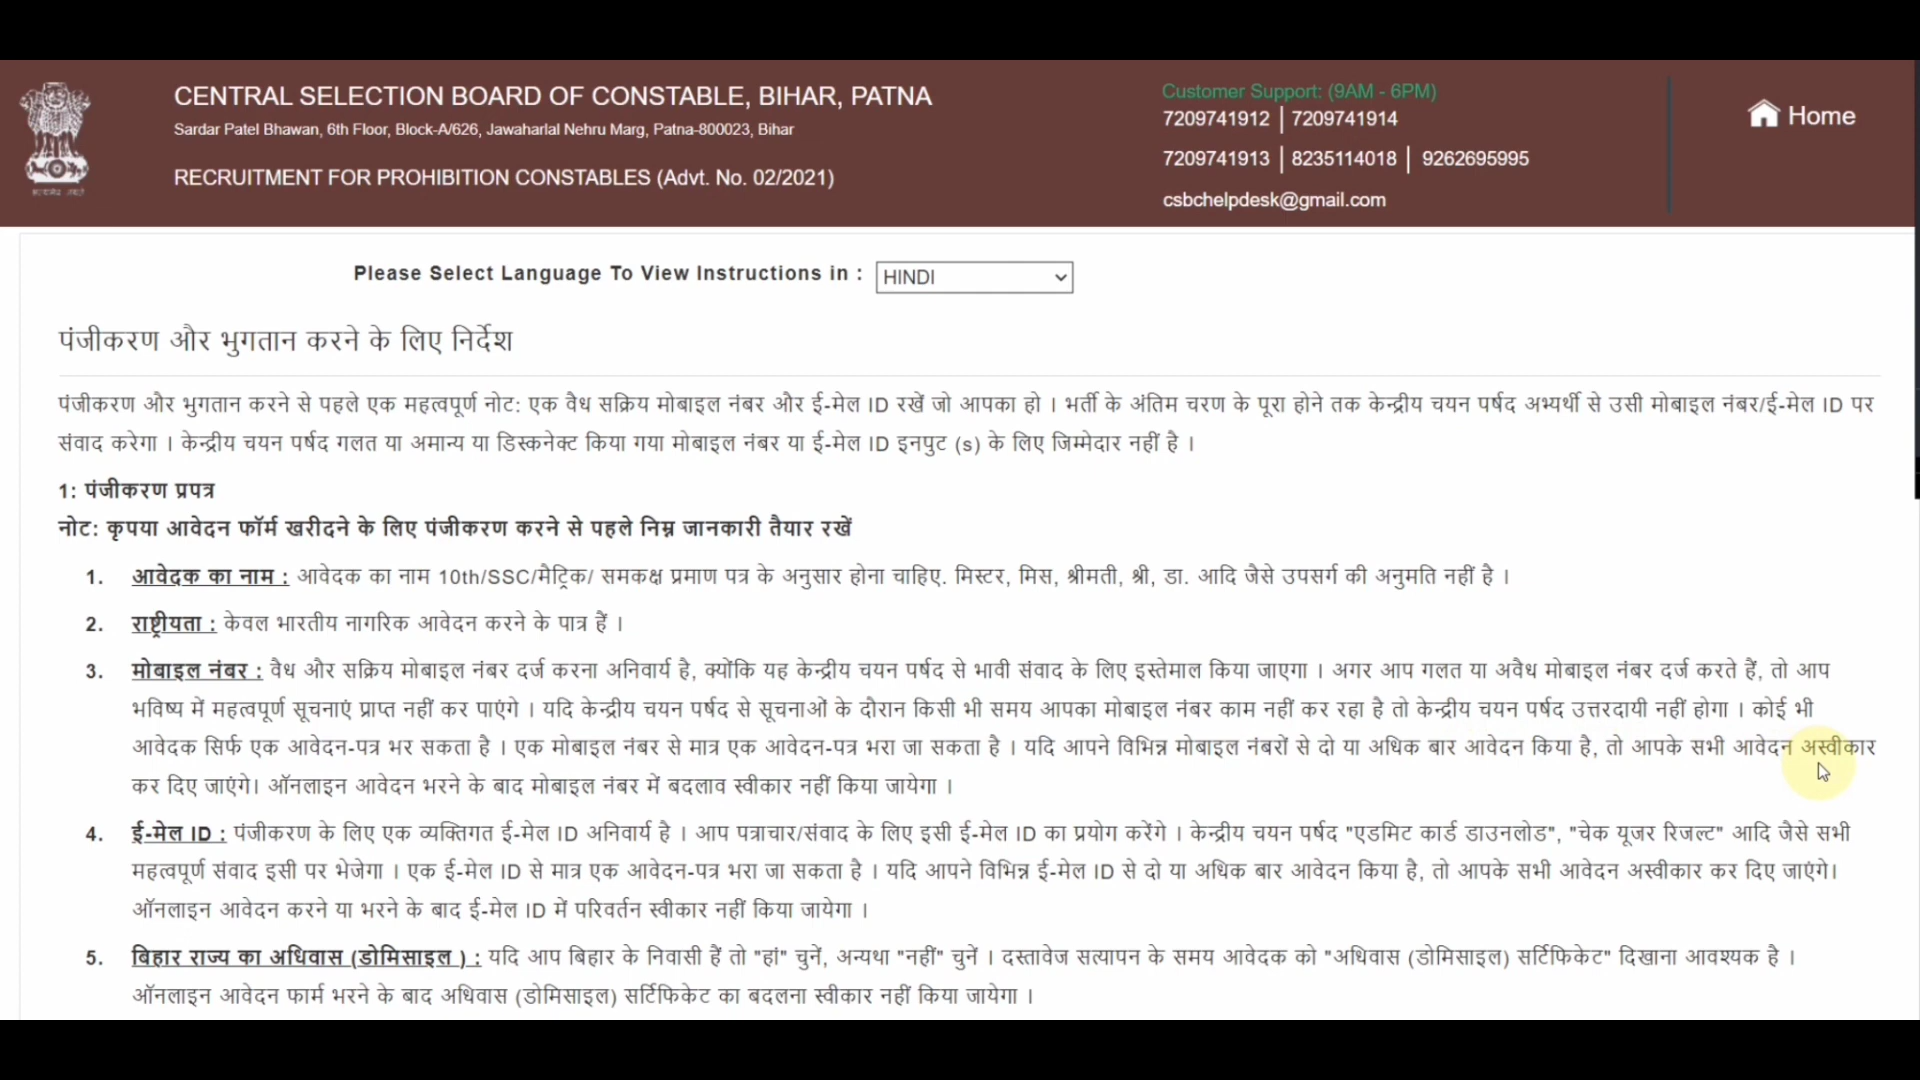 CENTRAL SELECTION BOARD OF CONSTABLE, BIHAR, PATNA
Sardar Patel Bhawan, 6th Floor, Block-A/626, Jawaharlal Nehru Marg, Patna-800023, Bihar
RECRUITMENT FOR PROHIBITION CONSTABLES (Advt. No. 02/2021)
Customer Support: (9AM - 6PM)
7209741912 | 7209741914
7209741913 | 8235114018 | 9262695995
csbchelpdesk@gmail.com
Home
Please Select Language To View Instructions in : HINDI
पंजीकरण और भुगतान करने के लिए निर्देश
पंजीकरण और भुगतान करने से पहले एक महत्वपूर्ण नोट: एक वैध सक्रिय मोबाइल नंबर और ई-मेल ID रखें जो आपका हो । भर्ती के अंतिम चरण के पूरा होने तक केन्द्रीय चयन पर्षद अभ्यर्थी से उसी मोबाइल नंबर/ई-मेल ID पर
संवाद करेगा । केन्द्रीय चयन पर्षद गलत या अमान्य या डिस्कनेक्ट किया गया मोबाइल नंबर या ई-मेल ID इनपुट (s) के लिए जिम्मेदार नहीं है ।
1: पंजीकरण प्रपत्र
नोट: कृपया आवेदन फॉर्म खरीदने के लिए पंजीकरण करने से पहले निम्न जानकारी तैयार रखें
1. आवेदक का नाम : आवेदक का नाम 10th/SSC/मैट्रिक/ समकक्ष प्रमाण पत्र के अनुसार होना चाहिए. मिस्टर, मिस, श्रीमती, श्री, डा. आदि जैसे उपसर्ग की अनुमति नहीं है ।
2. राष्ट्रीयता : केवल भारतीय नागरिक आवेदन करने के पात्र हैं ।
3. मोबाइल नंबर : वैध और सक्रिय मोबाइल नंबर दर्ज करना अनिवार्य है, क्योंकि यह केन्द्रीय चयन पर्षद से भावी संवाद के लिए इस्तेमाल किया जाएगा । अगर आप गलत या अवैध मोबाइल नंबर दर्ज करते हैं, तो आप
भविष्य में महत्वपूर्ण सूचनाएं प्राप्त नहीं कर पाएंगे । यदि केन्द्रीय चयन पर्षद से सूचनाओं के दौरान किसी भी समय आपका मोबाइल नंबर काम नहीं कर रहा है तो केन्द्रीय चयन पर्षद उत्तरदायी नहीं होगा । कोई भी
आवेदक सिर्फ एक आवेदन-पत्र भर सकता है । एक मोबाइल नंबर से मात्र एक आवेदन-पत्र भरा जा सकता है । यदि आपने विभिन्न मोबाइल नंबरों से दो या अधिक बार आवेदन किया है, तो आपके सभी आवेदन अस्वीकार
कर दिए जाएंगे। ऑनलाइन आवेदन भरने के बाद मोबाइल नंबर में बदलाव स्वीकार नहीं किया जायेगा ।
4. ई-मेल ID : पंजीकरण के लिए एक व्यक्तिगत ई-मेल ID अनिवार्य है । आप पत्राचार/संवाद के लिए इसी ई-मेल ID का प्रयोग करेंगे । केन्द्रीय चयन पर्षद "एडमिट कार्ड डाउनलोड", "चेक यूजर रिजल्ट" आदि जैसे सभी
महत्वपूर्ण संवाद इसी पर भेजेगा । एक ई-मेल ID से मात्र एक आवेदन-पत्र भरा जा सकता है । यदि आपने विभिन्न ई-मेल ID से दो या अधिक बार आवेदन किया है, तो आपके सभी आवेदन अस्वीकार कर दिए जाएंगे।
ऑनलाइन आवेदन करने या भरने के बाद ई-मेल ID में परिवर्तन स्वीकार नहीं किया जायेगा ।
5. बिहार राज्य का अधिवास (डोमिसाइल ) : यदि आप बिहार के निवासी हैं तो "हां" चुनें, अन्यथा "नहीं" चुनें । दस्तावेज सत्यापन के समय आवेदक को "अधिवास (डोमिसाइल) सर्टिफिकेट" दिखाना आवश्यक है ।
ऑनलाइन आवेदन फार्म भरने के बाद अधिवास (डोमिसाइल) सर्टिफिकेट का बदलना स्वीकार नहीं किया जायेगा ।